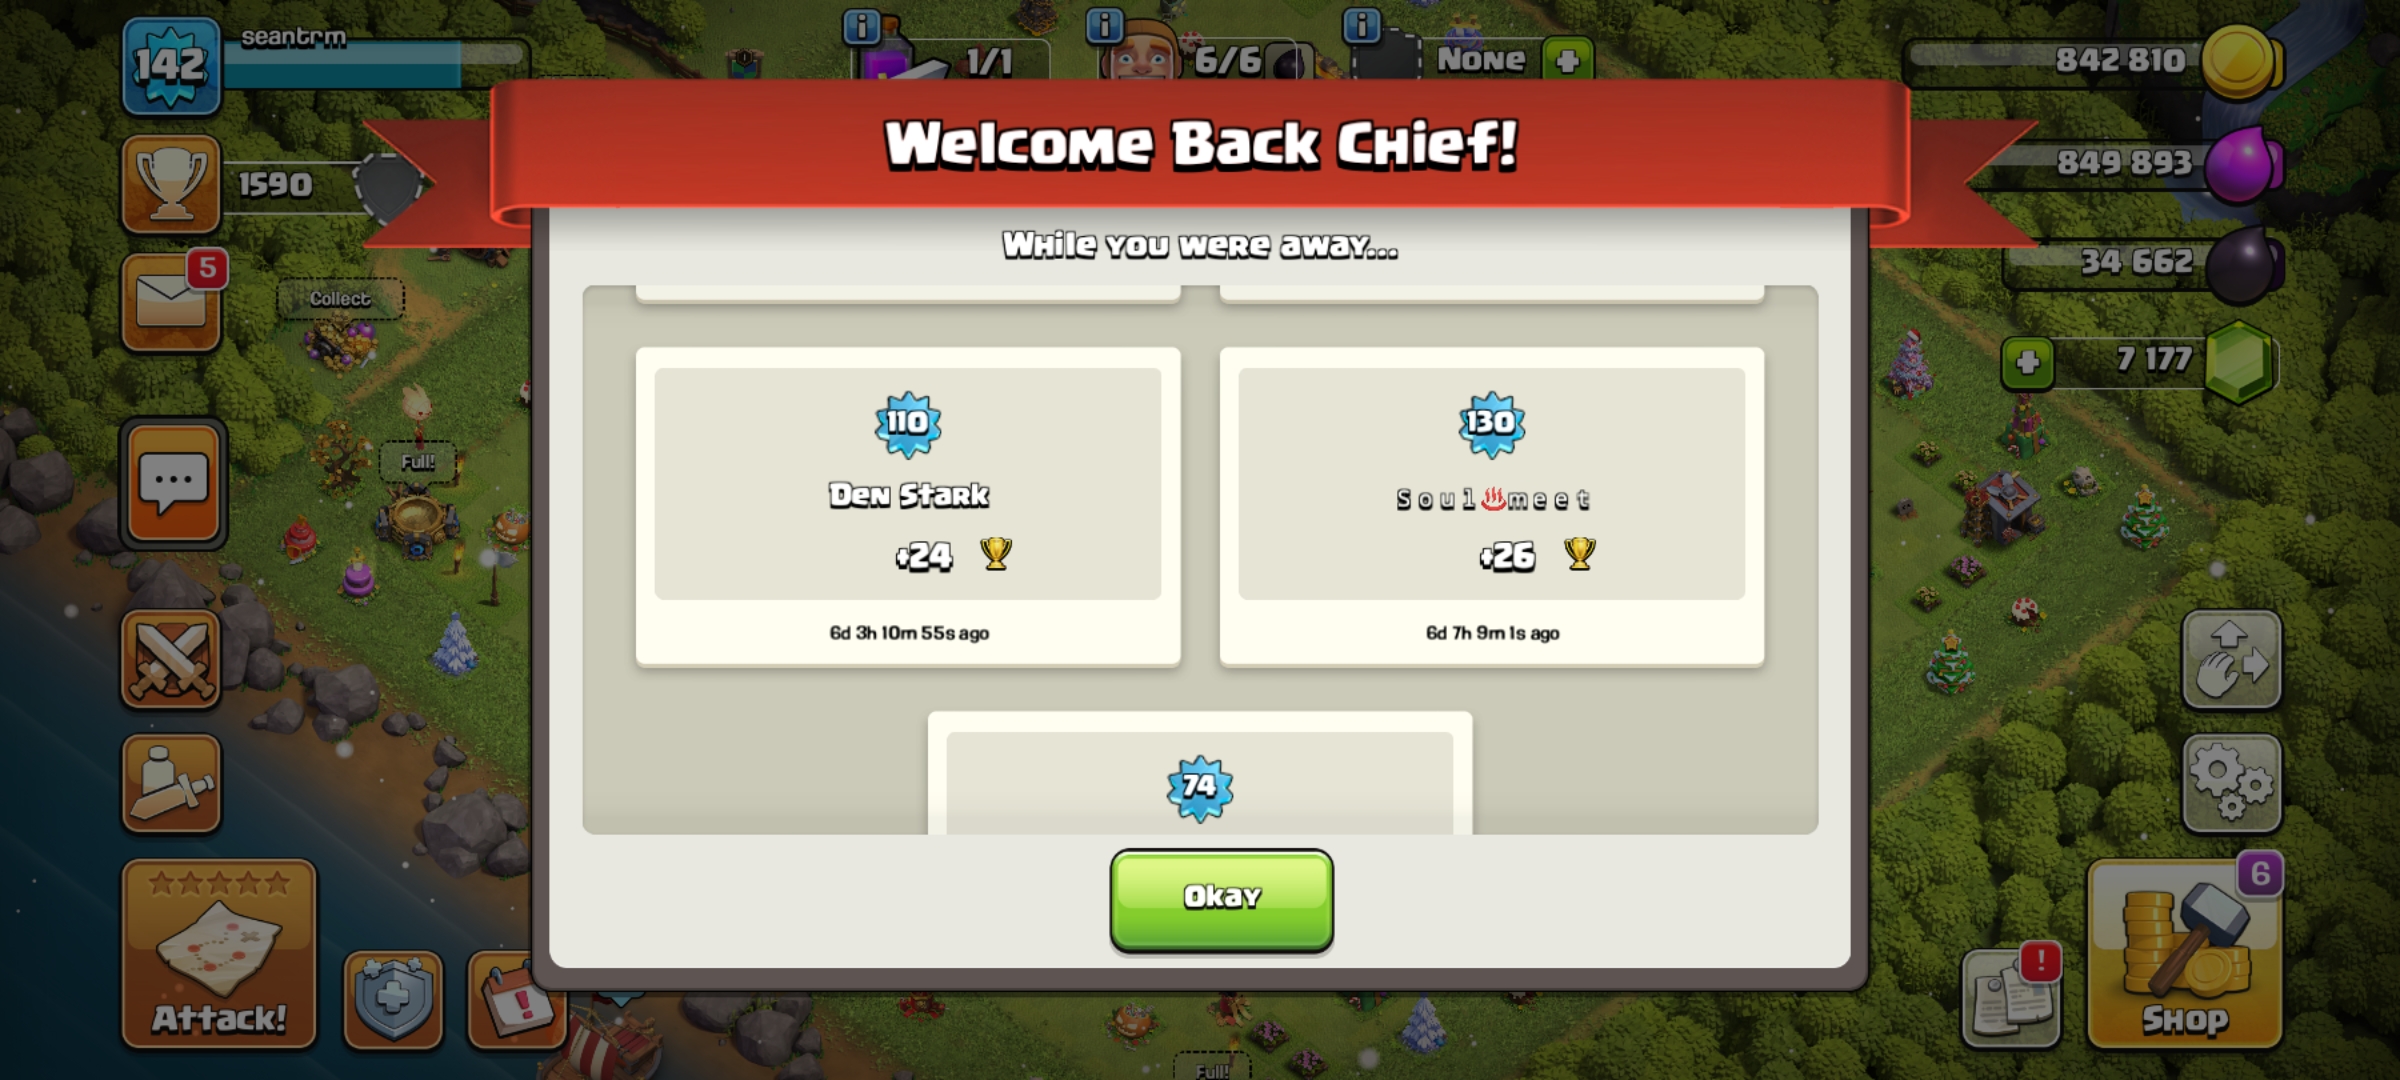 142
seantrm
1/1
6/6
None
842 810
Welcome Back Chief!
1590
849 893
While you were away...
5
34 662
Collect
7 177
110
130
Full!
Den Stark
Soul♨meet
+24
+26
6d 3h 10m 55s ago
6d 7h 9m 1s ago
74
Okay
6
!
Attack!
Shop
Full!